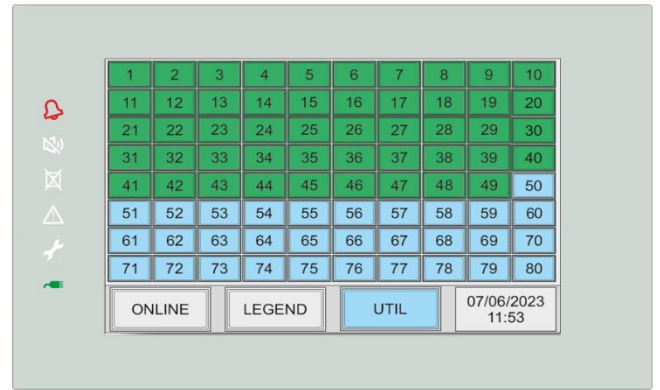 1 2 3 4 5 6 7 8 9 10
11 12 13 14 15 16 17 18 19 20
21 22 23 24 25 26 27 28 29 30
31 32 33 34 35 36 37 38 39 40
41 42 43 44 45 46 47 48 49 50
51 52 53 54 55 56 57 58 59 60
61 62 63 64 65 66 67 68 69 70
71 72 73 74 75 76 77 78 79 80
ONLINE LEGEND UTIL 07/06/2023
11:53